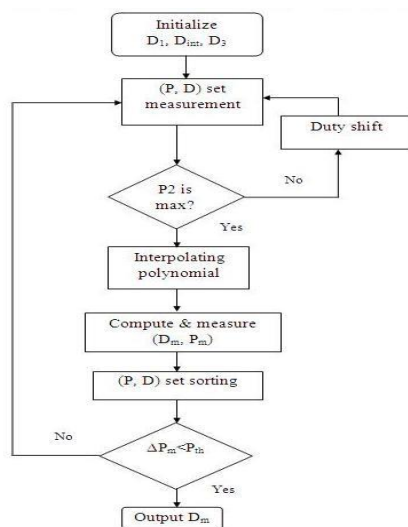 Initialize
D₁, Dᵢₙₜ, D₃
(P, D) set
measurement
Duty shift
P2 is
max?
No
Yes
Interpolating
polynomial
Compute & measure
(Dₘ, Pₘ)
(P, D) set sorting
No
ΔPₘ<Pₜₕ
Yes
Output Dₘ